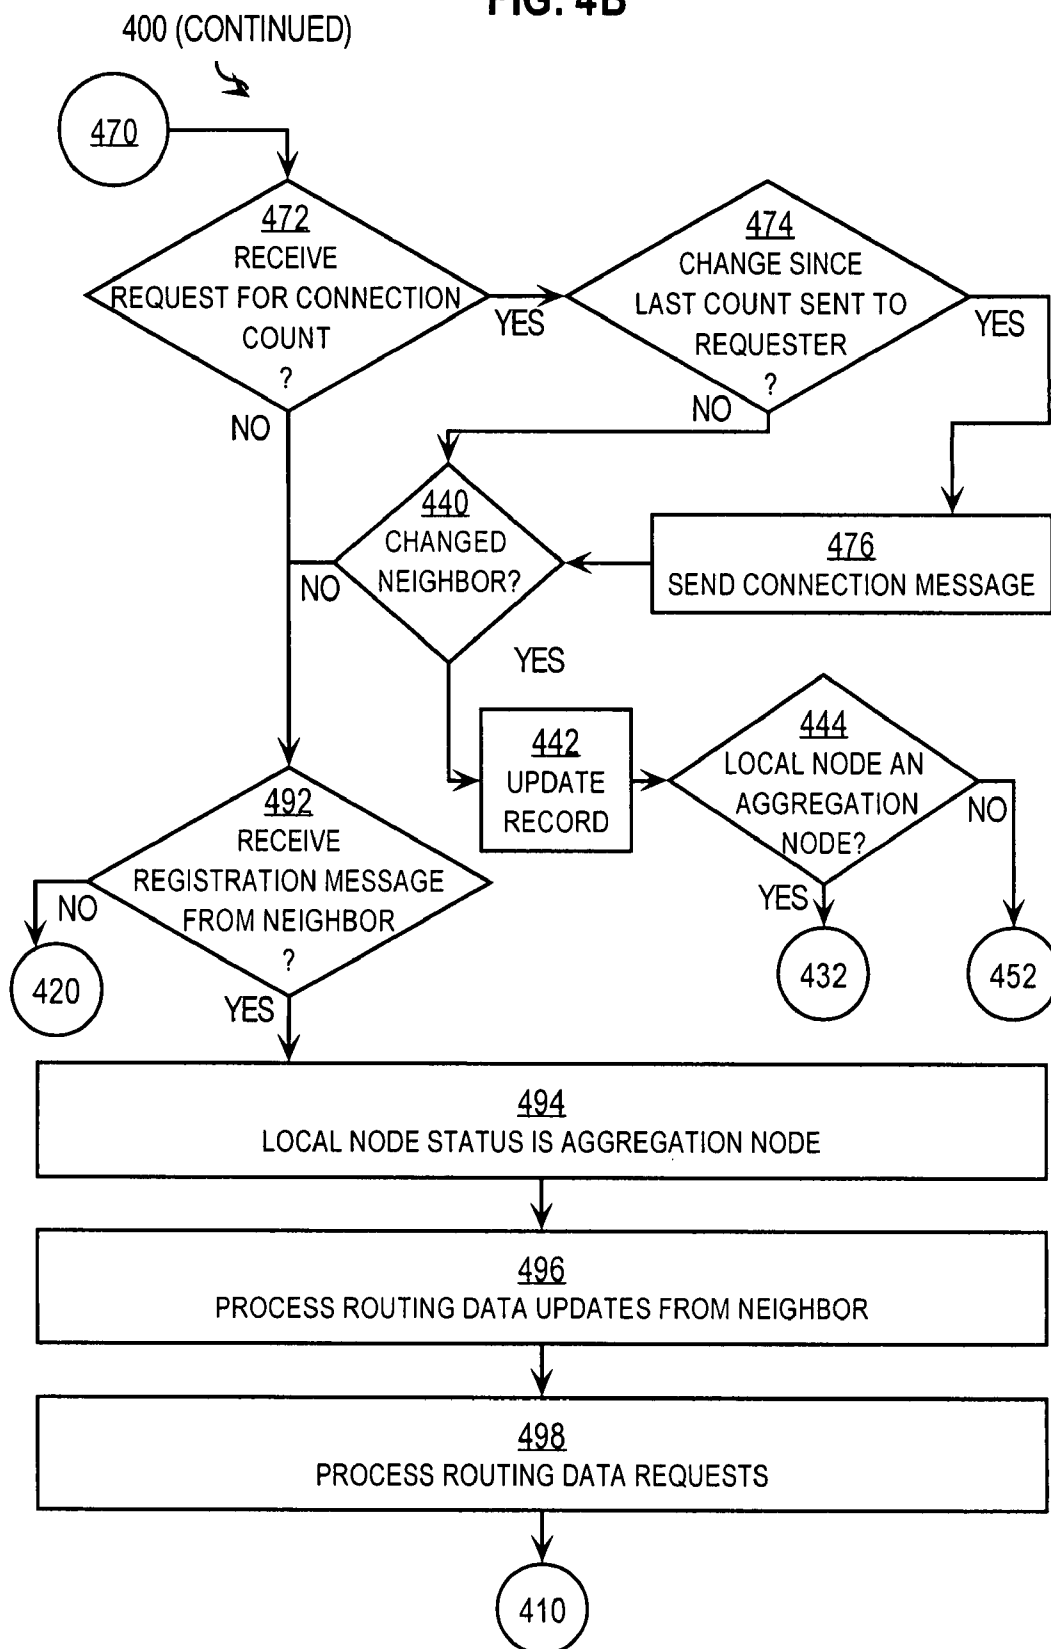 FIG. 4B
400 (CONTINUED)
470
472
RECEIVE
REQUEST FOR CONNECTION
COUNT
?
YES
NO
474
CHANGE SINCE
LAST COUNT SENT TO
REQUESTER
?
YES
NO
440
CHANGED
NEIGHBOR?
NO
YES
476
SEND CONNECTION MESSAGE
442
UPDATE
RECORD
444
LOCAL NODE AN
AGGREGATION
NODE?
NO
YES
432
452
492
RECEIVE
REGISTRATION MESSAGE
FROM NEIGHBOR
?
NO
420
YES
494
LOCAL NODE STATUS IS AGGREGATION NODE
496
PROCESS ROUTING DATA UPDATES FROM NEIGHBOR
498
PROCESS ROUTING DATA REQUESTS
410